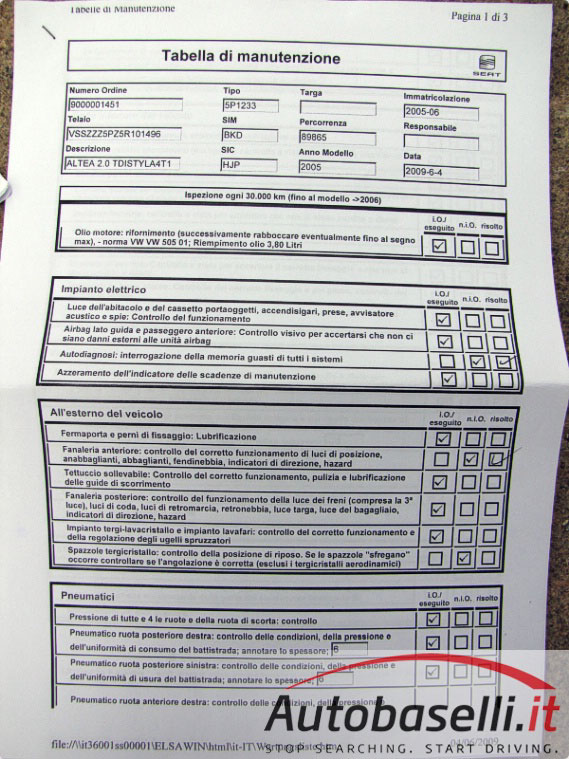 Tabelle di Manutenzione
Pagina 1 di 3
Tabella di manutenzione
SEAT
Numero Ordine Tipo Targa Immatricolazione
9000001451 5P1233 2005-06
Telaio SIM Percorrenza Responsabile
VSSZZZ5PZ5R101496 BKD 89865
Descrizione SIC Anno Modello Data
ALTEA 2.0 TDISTYLA4T1 HJP 2005 2009-6-4
Ispezione ogni 30.000 km (fino al modello ->2006)
I.O./ eseguito n.i.O. risolto
Olio motore: rifornimento (successivamente rabboccare eventualmente fino al segno
max), - norma VW VW 505 01; Riempimento olio 3,80 Litri
Impianto elettrico
I.O./ eseguito n.i.O. risolto
Luce dell'abitacolo e del cassetto portaoggetti, accendisigari, prese, avvisatore
acustico e spie: Controllo del funzionamento
Airbag lato guida e passeggero anteriore: Controllo visivo per accertarsi che non ci
siano danni esterni alle unità airbag
Autodiagnosi: interrogazione della memoria guasti di tutti i sistemi
Azzeramento dell'indicatore delle scadenze di manutenzione
All'esterno del veicolo
I.O./ eseguito n.i.O. risolto
Fermaporta e perni di fissaggio: Lubrificazione
Fanaleria anteriore: controllo del corretto funzionamento di luci di posizione,
anabbaglianti, abbaglianti, fendinebbia, indicatori di direzione, hazard
Tettuccio sollevabile: Controllo del corretto funzionamento, pulizia e lubrificazione
delle guide di scorrimento
Fanaleria posteriore: controllo del funzionamento della luce dei freni (compresa la 3ª
luce), luci di coda, luci di retromarcia, retronebbia, luce targa, luce del bagagliaio,
indicatori di direzione, hazard
Impianto tergi-lavacristallo e impianto lavafari: controllo del corretto funzionamento e
della regolazione degli ugelli spruzzatori
Spazzole tergicristallo: controllo della posizione di riposo. Se le spazzole "sfregano"
occorre controllare se l'angolazione è corretta (esclusi i tergicristalli aerodinamici)
Pneumatici
I.O./ eseguito n.i.O. risolto
Pressione di tutte e 4 le ruote e della ruota di scorta: controllo
Pneumatico ruota posteriore destra: controllo delle condizioni, della pressione e
dell'uniformità di consumo del battistrada; annotare lo spessore; 6
Pneumatico ruota posteriore sinistra: controllo delle condizioni, della pressione e
dell'uniformità di usura del battistrada; annotare lo spessore; 6
Pneumatico ruota anteriore destra: controllo delle condizioni, della pressione e
Autobaselli.it
STOP SEARCHING. START DRIVING.
file://\\it36001ss00001\ELSAWIN\html\it-IT\
04/06/2009